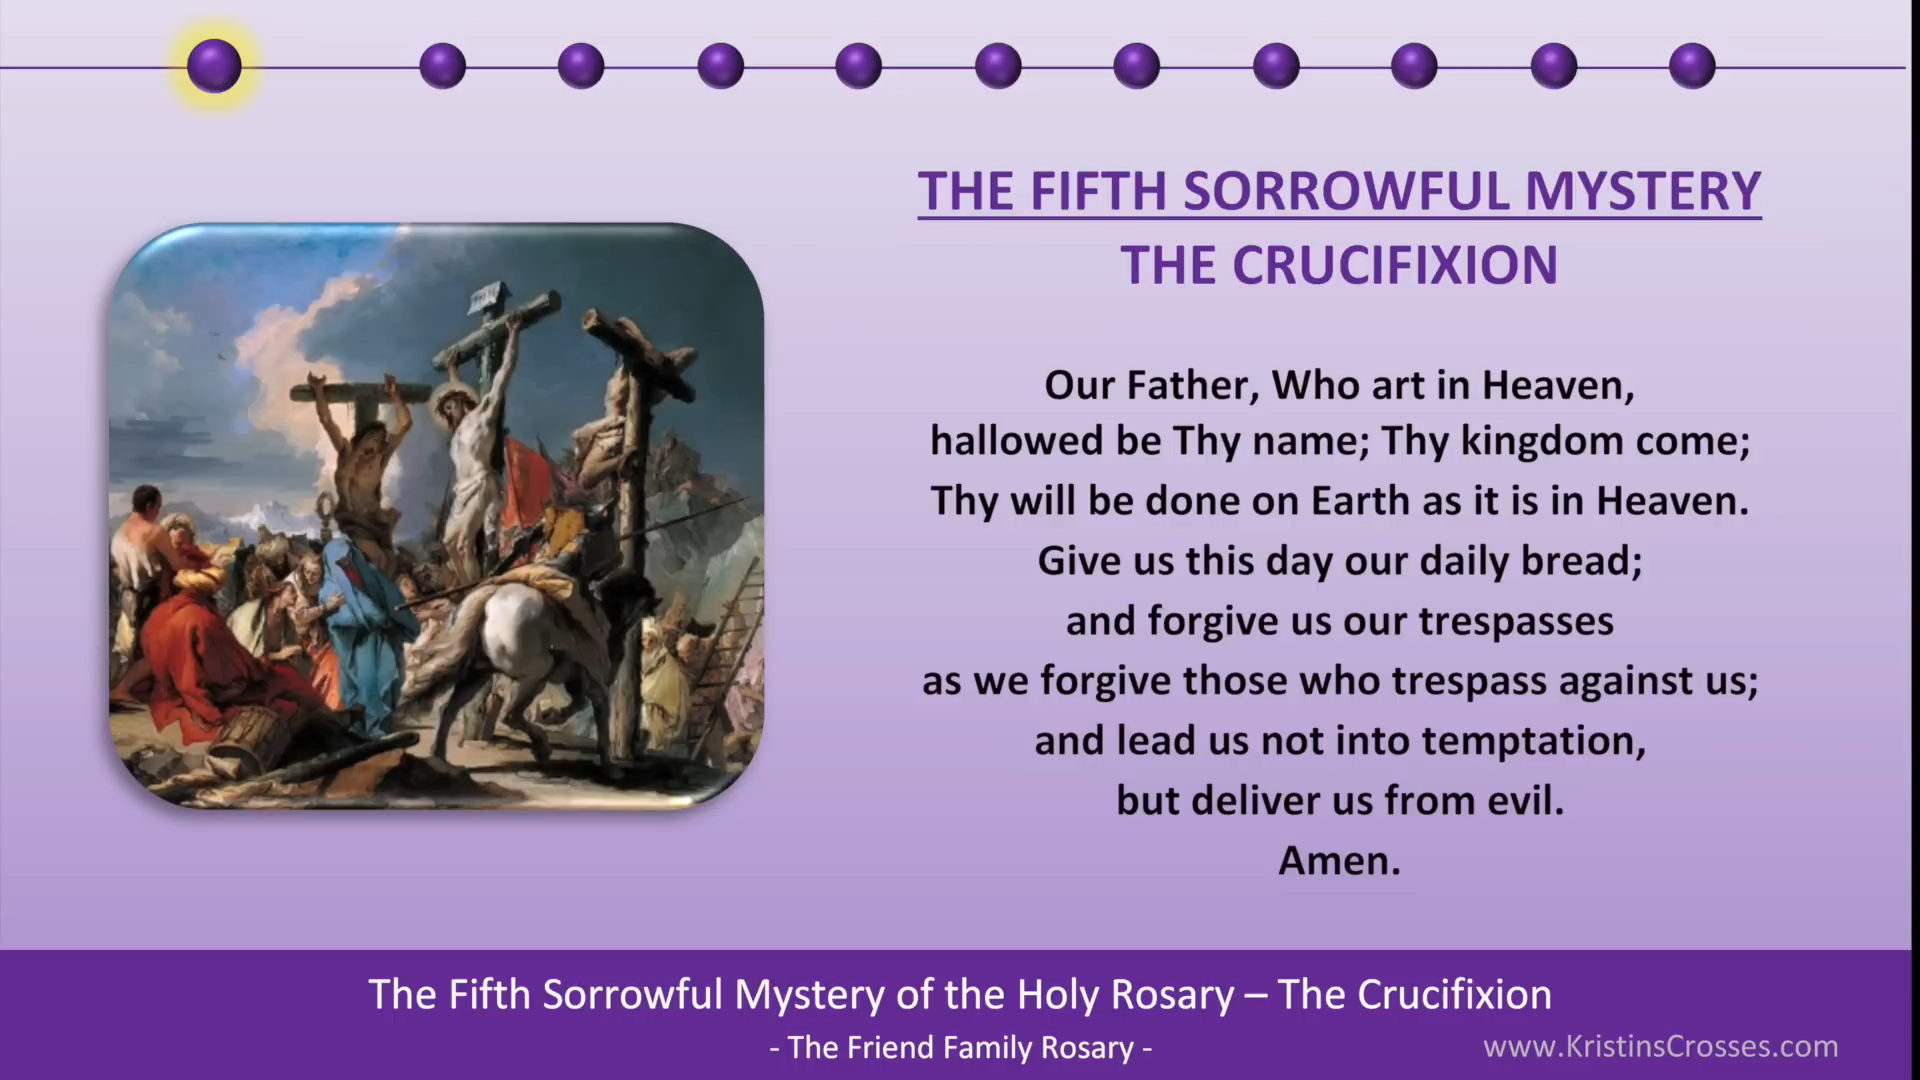 THE FIFTH SORROWFUL MYSTERY
THE CRUCIFIXION
Our Father, Who art in Heaven,
hallowed be Thy name; Thy kingdom come;
Thy will be done on Earth as it is in Heaven.
Give us this day our daily bread;
and forgive us our trespasses
as we forgive those who trespass against us;
and lead us not into temptation,
but deliver us from evil.
Amen.
The Fifth Sorrowful Mystery of the Holy Rosary – The Crucifixion
- The Friend Family Rosary -
www.KristinsCrosses.com